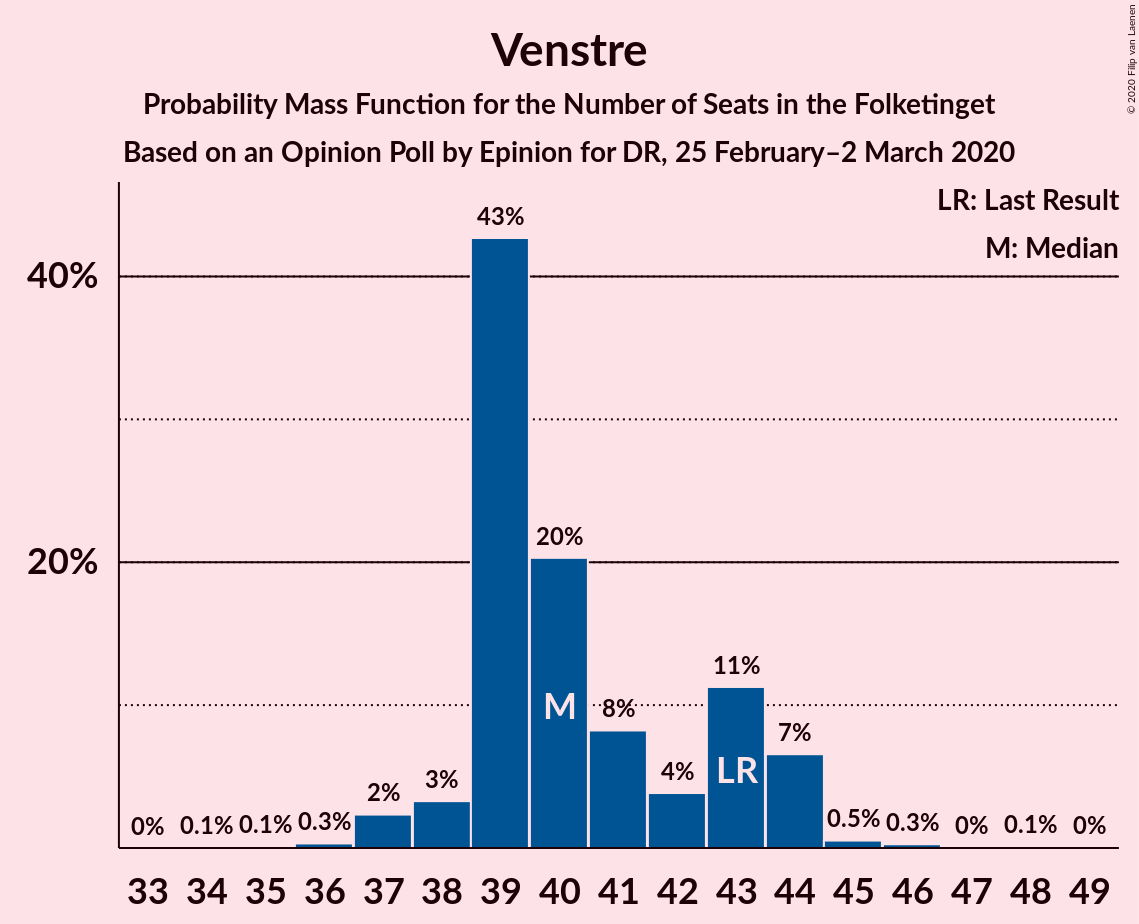 Venstre
Probability Mass Function for the Number of Seats in the Folketinget
Based on an Opinion Poll by Epinion for DR, 25 February–2 March 2020
© 2020 Filip van Laenen
LR: Last Result
M: Median
40%
20%
0%
0.1%
0.1%
0.3%
2%
3%
43%
20%
8%
4%
11%
7%
0.5%
0.3%
0%
0.1%
0%
M
LR
33 34 35 36 37 38 39 40 41 42 43 44 45 46 47 48 49